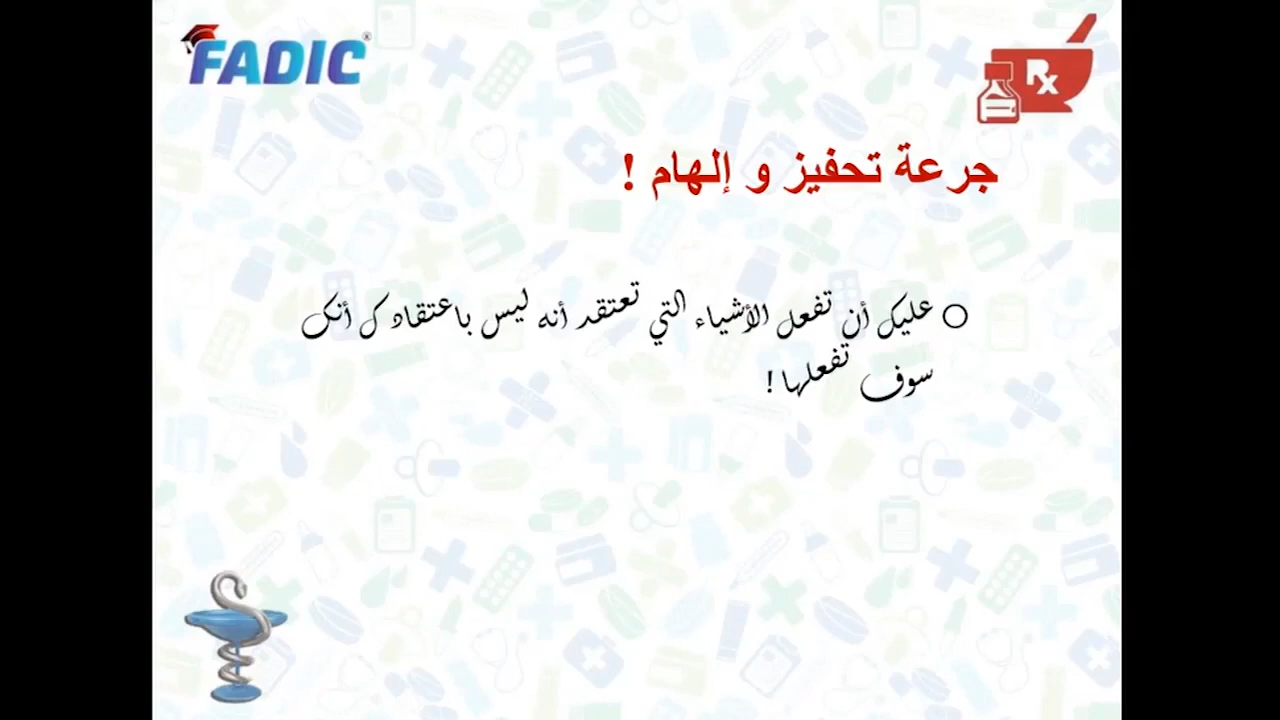 FADIC®
Rx
جرعة تحفيز و إلهام !
عليك أن تفعل الأشياء التي تعتقد أنه ليس باعتقادك أنك
سوف تفعلها !